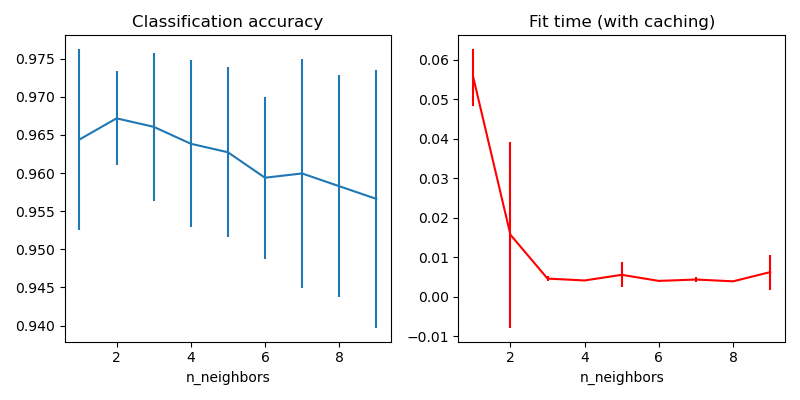 Classification accuracy
0.975
0.970
0.965
0.960
0.955
0.950
0.945
0.940
2 4 6 8
n_neighbors
Fit time (with caching)
0.06
0.05
0.04
0.03
0.02
0.01
0.00
−0.01
2 4 6 8
n_neighbors